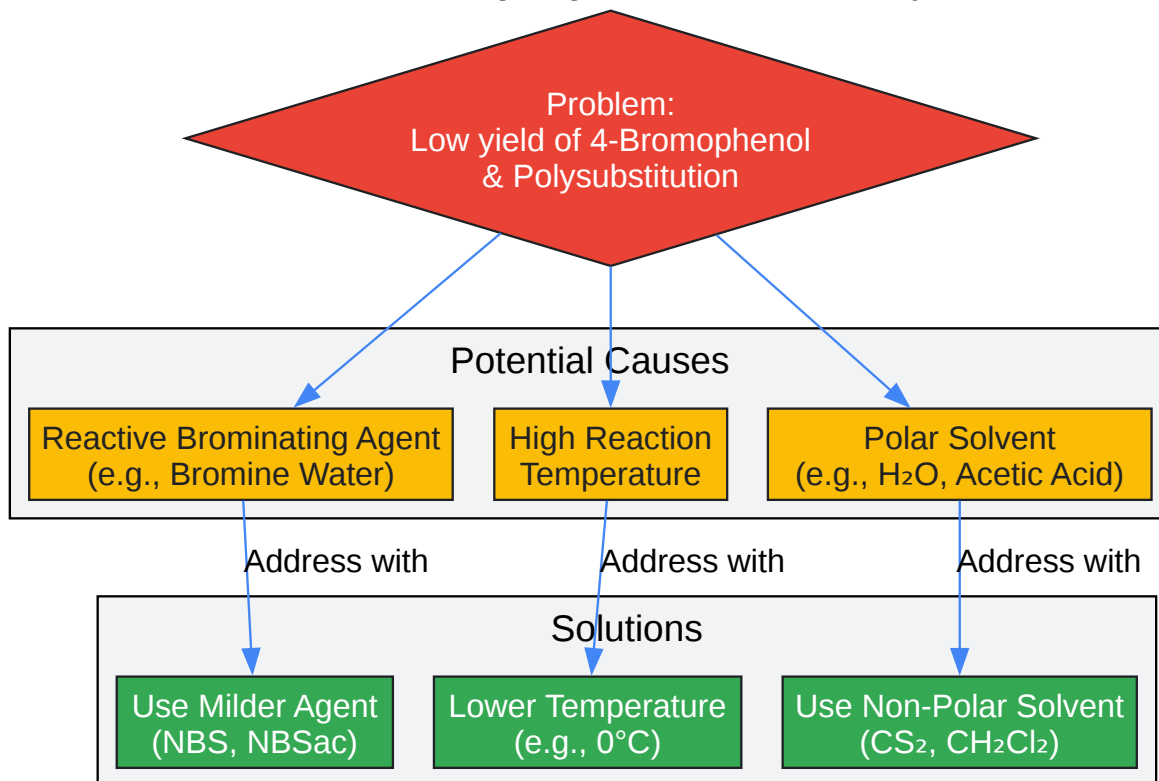 Problem:
Low yield of 4-Bromophenol
& Polysubstitution
Potential Causes
Reactive Brominating Agent
(e.g., Bromine Water)
High Reaction
Temperature
Polar Solvent
(e.g., H₂O, Acetic Acid)
Address with
Address with
Address with
Solutions
Use Milder Agent
(NBS, NBSac)
Lower Temperature
(e.g., 0°C)
Use Non-Polar Solvent
(CS₂, CH₂Cl₂)